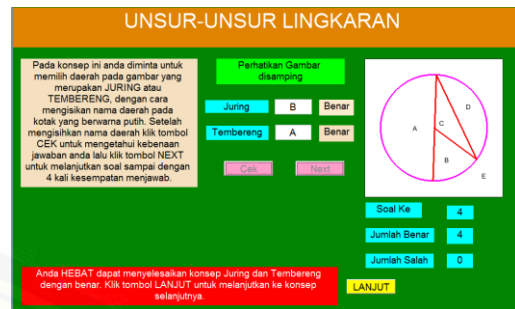 UNSUR-UNSUR LINGKARAN
Pada konsep ini anda diminta untuk
memilih daerah pada gambar yang
merupakan JURING atau
TEMBERENG, dengan cara
mengisikan nama daerah pada
kotak yang berwarna putih. Setelah
mengisihkan nama daerah klik tombol
CEK untuk mengetahui kebenaan
jawaban anda lalu klik tombol NEXT
untuk melanjutkan soal sampai dengan
4 kali kesempatan menjawab.
Perhatikan Gambar
disamping
Juring B Benar
Tembereng A Benar
Cek Next
D
A C
B
E
Soal Ke 4
Jumlah Benar 4
Jumlah Salah 0
Anda HEBAT dapat menyelesaikan konsep Juring dan Tembereng
dengan benar. Klik tombol LANJUT untuk melanjutkan ke konsep
selanjutnya.
LANJUT